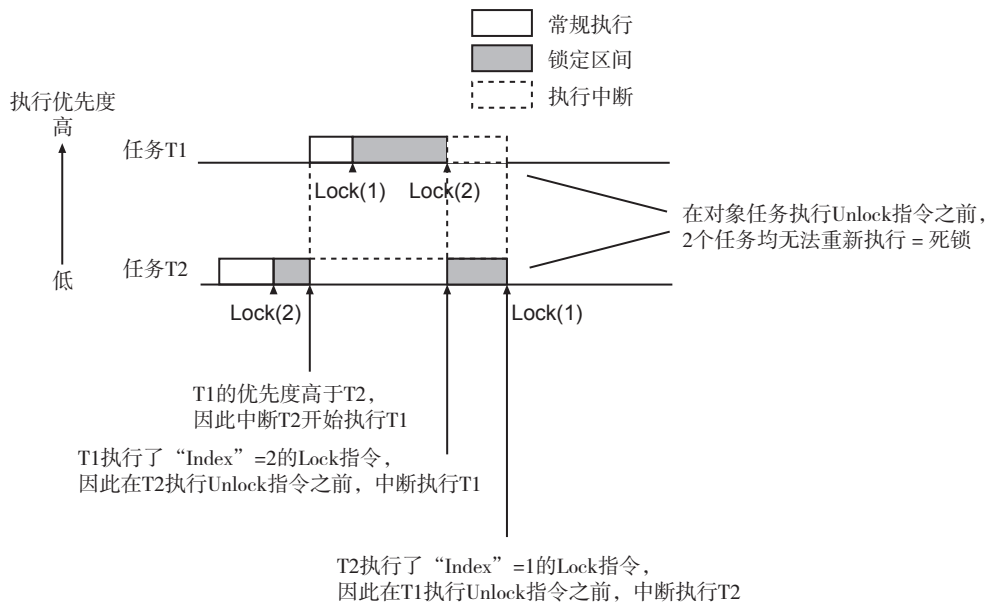 常规执行
锁定区间
执行中断
执行优先度
高
低
任务T1
Lock(1)
Lock(2)
在对象任务执行Unlock指令之前，
2个任务均无法重新执行 = 死锁
任务T2
Lock(2)
Lock(1)
T1的优先度高于T2，
因此中断T2开始执行T1
T1执行了“Index”=2的Lock指令，
因此在T2执行Unlock指令之前，中断执行T1
T2执行了“Index”=1的Lock指令，
因此在T1执行Unlock指令之前，中断执行T2